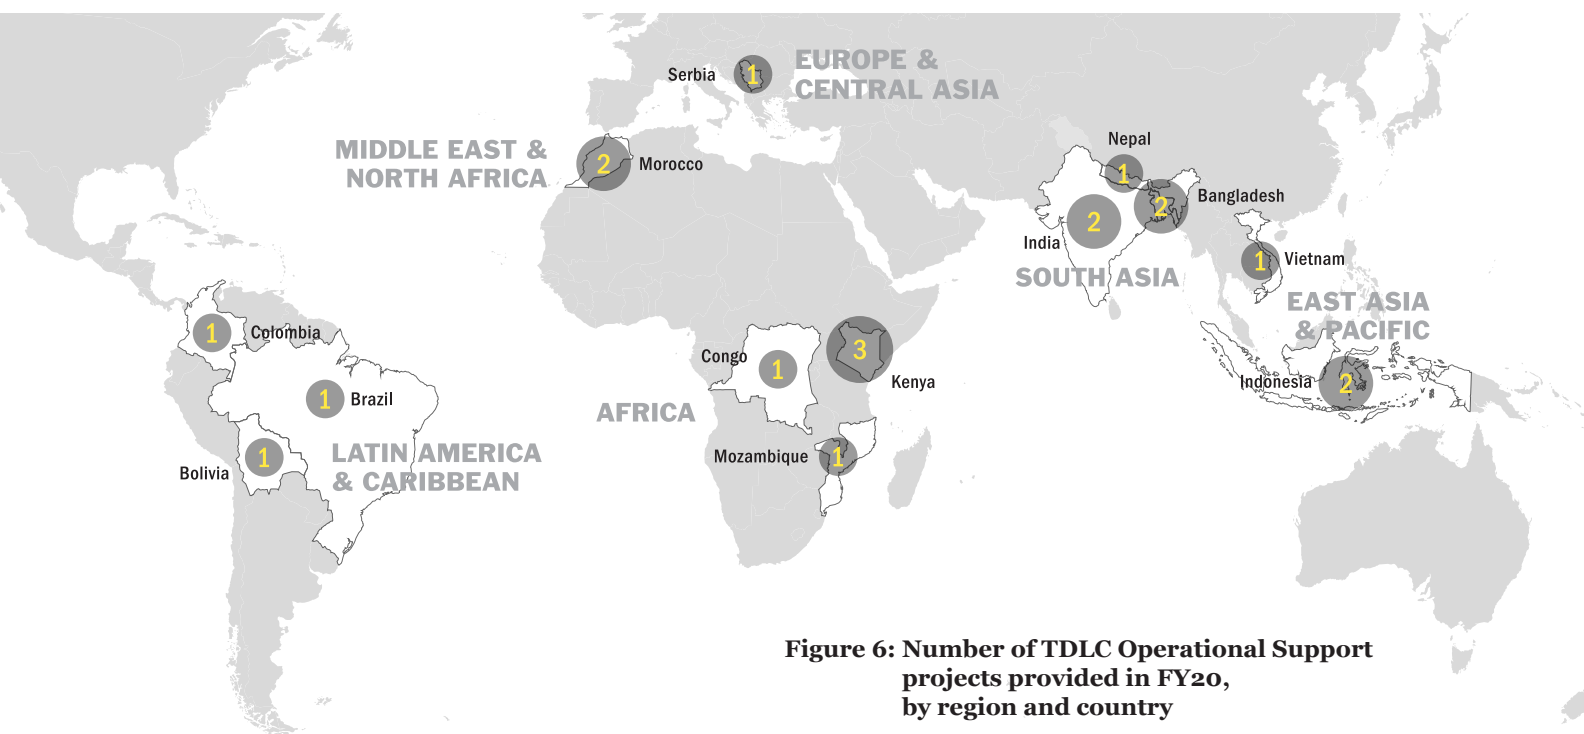 EUROPE &
CENTRAL ASIA
Serbia
1
MIDDLE EAST &
NORTH AFRICA
2
Morocco
Nepal
1
2
Bangladesh
2
India
SOUTH ASIA
1
Vietnam
EAST ASIA
& PACIFIC
Indonesia
2
1
Colombia
1
Brazil
1
Bolivia
LATIN AMERICA
& CARIBBEAN
Congo
1
3
Kenya
AFRICA
Mozambique
1
Figure 6: Number of TDLC Operational Support
projects provided in FY20,
by region and country